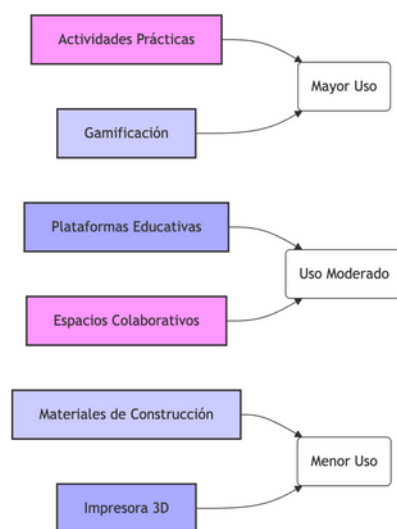 Actividades Prácticas
Mayor Uso
Gamificación
Plataformas Educativas
Uso Moderado
Espacios Colaborativos
Materiales de Construcción
Menor Uso
Impresora 3D